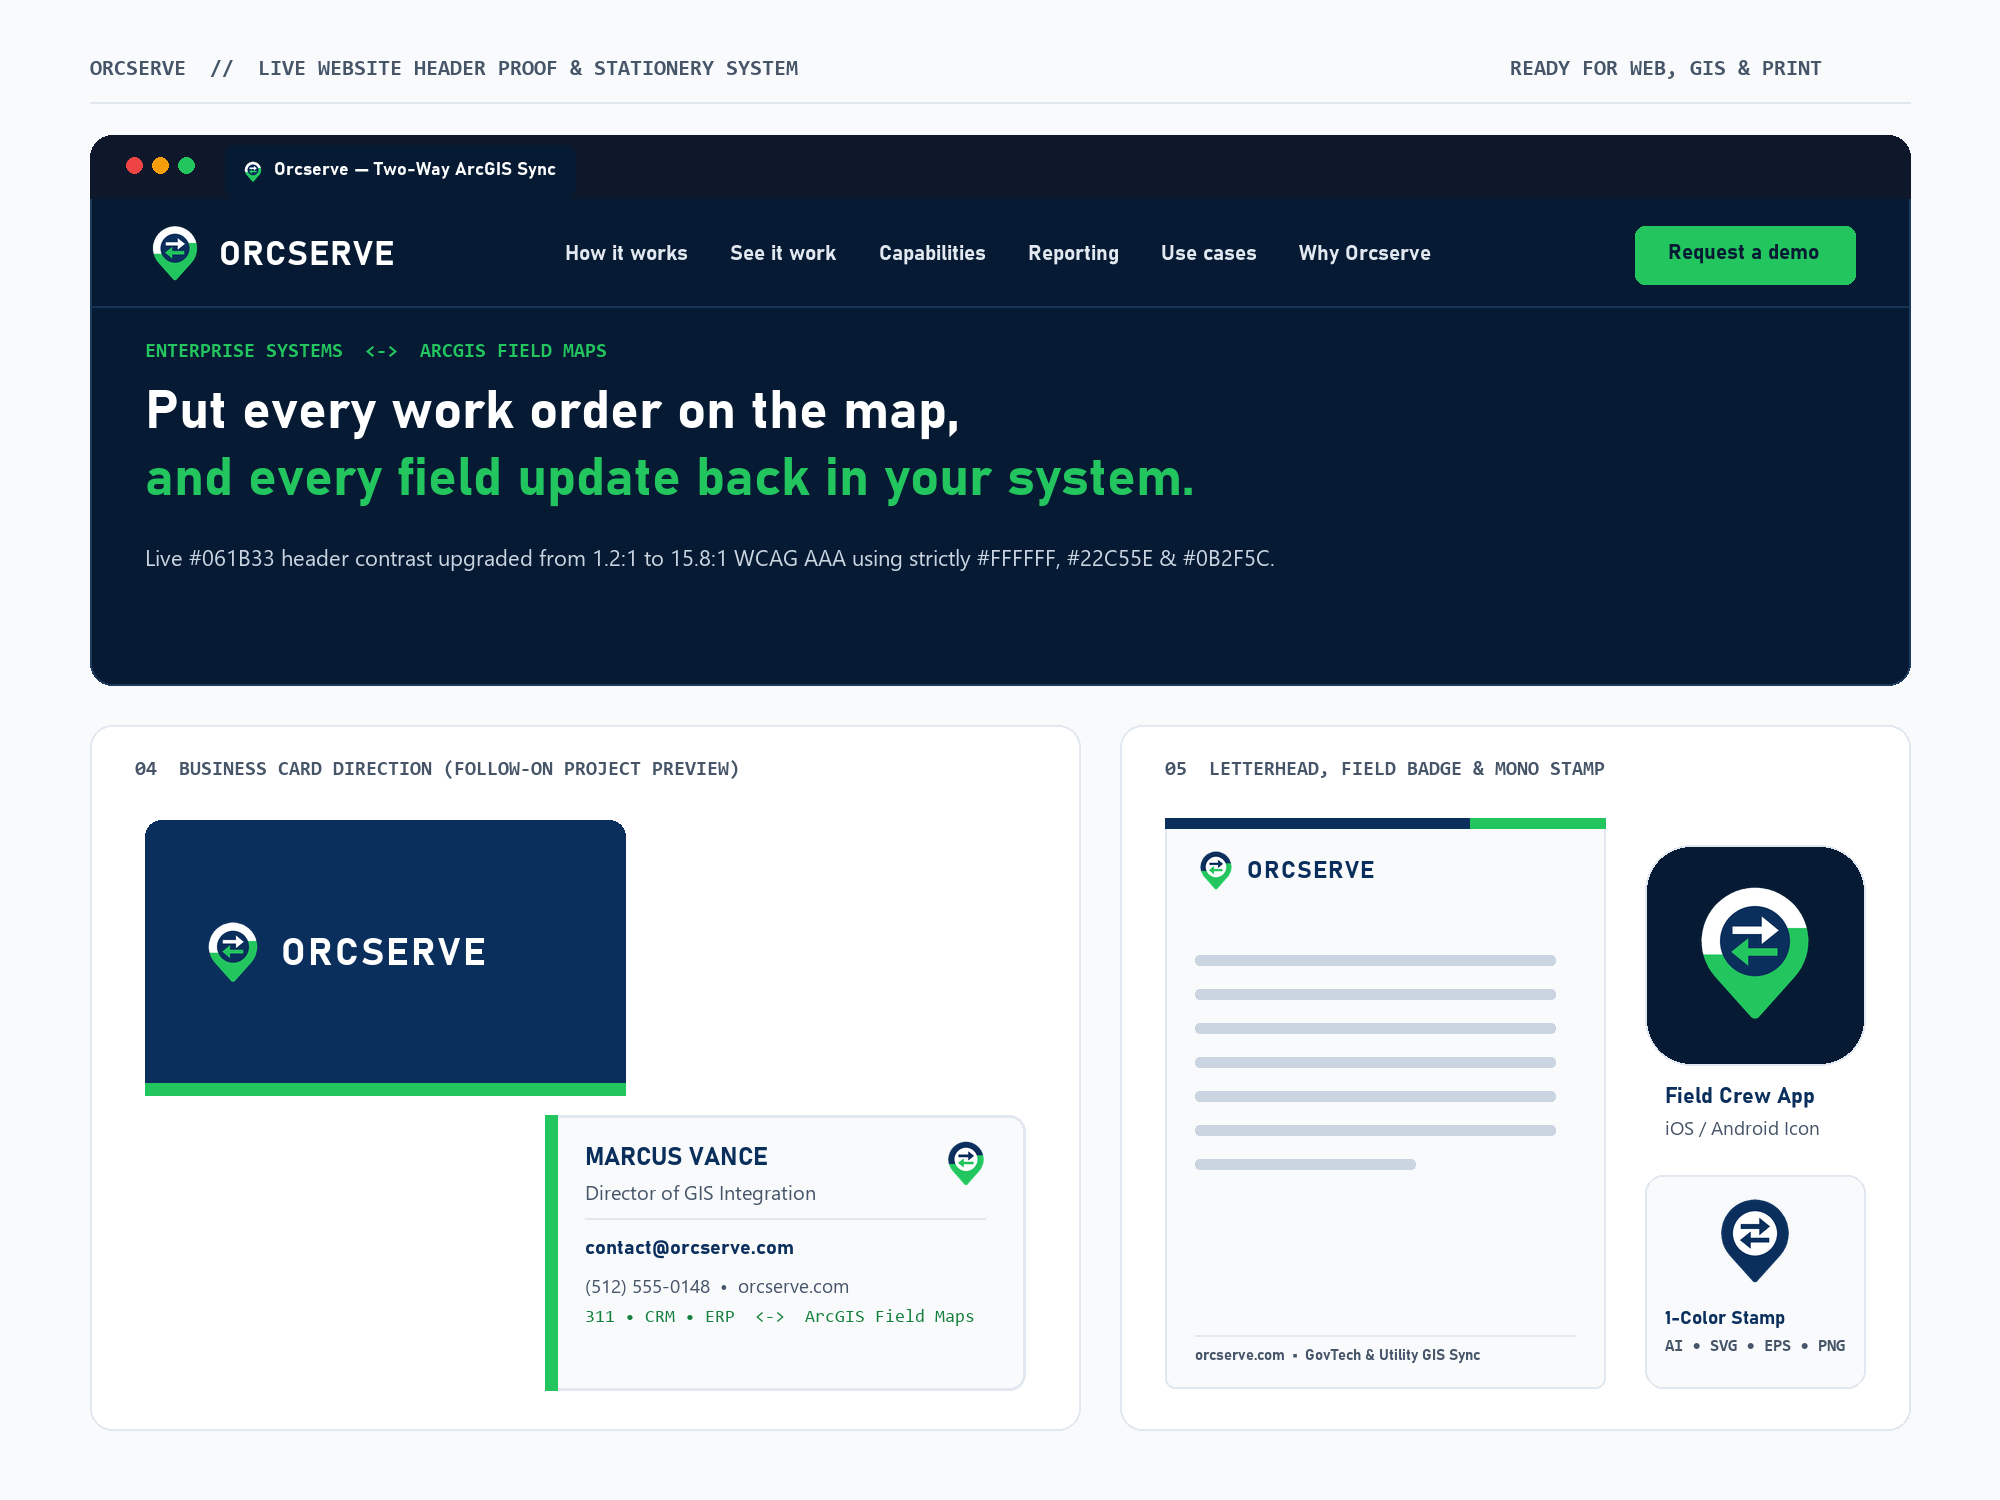 ORCSERVE // LIVE WEBSITE HEADER PROOF & STATIONERY SYSTEM
READY FOR WEB, GIS & PRINT
Orcserve — Two-Way ArcGIS Sync
ORCSERVE
How it works
See it work
Capabilities
Reporting
Use cases
Why Orcserve
Request a demo
ENTERPRISE SYSTEMS <-> ARCGIS FIELD MAPS
Put every work order on the map,
and every field update back in your system.
Live #061B33 header contrast upgraded from 1.2:1 to 15.8:1 WCAG AAA using strictly #FFFFFF, #22C55E & #0B2F5C.
04 BUSINESS CARD DIRECTION (FOLLOW-ON PROJECT PREVIEW)
ORCSERVE
MARCUS VANCE
Director of GIS Integration
contact@orcserve.com
(512) 555-0148 • orcserve.com
311 • CRM • ERP <-> ArcGIS Field Maps
05 LETTERHEAD, FIELD BADGE & MONO STAMP
ORCSERVE
orcserve.com • GovTech & Utility GIS Sync
Field Crew App
iOS / Android Icon
1-Color Stamp
AI • SVG • EPS • PNG